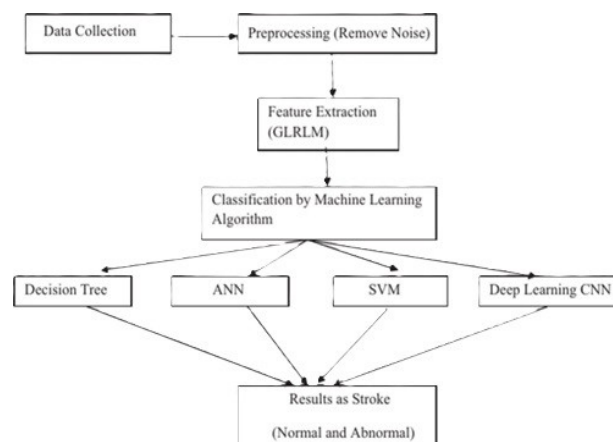 Data Collection
Preprocessing (Remove Noise)
Feature Extraction
(GLRLM)
Classification by Machine Learning
Algorithm
Decision Tree
ANN
SVM
Deep Learning CNN
Results as Stroke
(Normal and Abnormal)